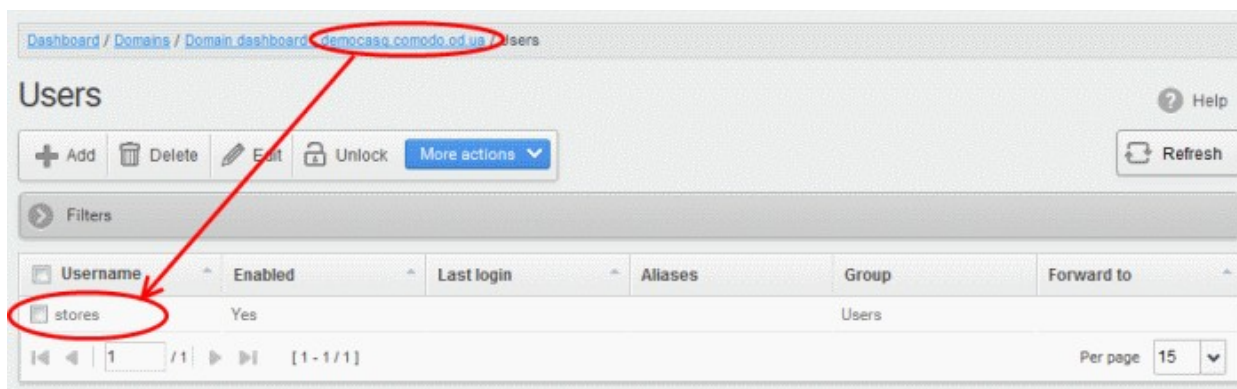 Dashboard / Domains / Domain dashboard - democasg.comodo.od.ua / Users
Users
Help
Add Delete Edit Unlock More actions
Refresh
Filters
Username Enabled Last login Aliases Group Forward to
stores Yes Users
1 /1 [1-1/1] Per page 15